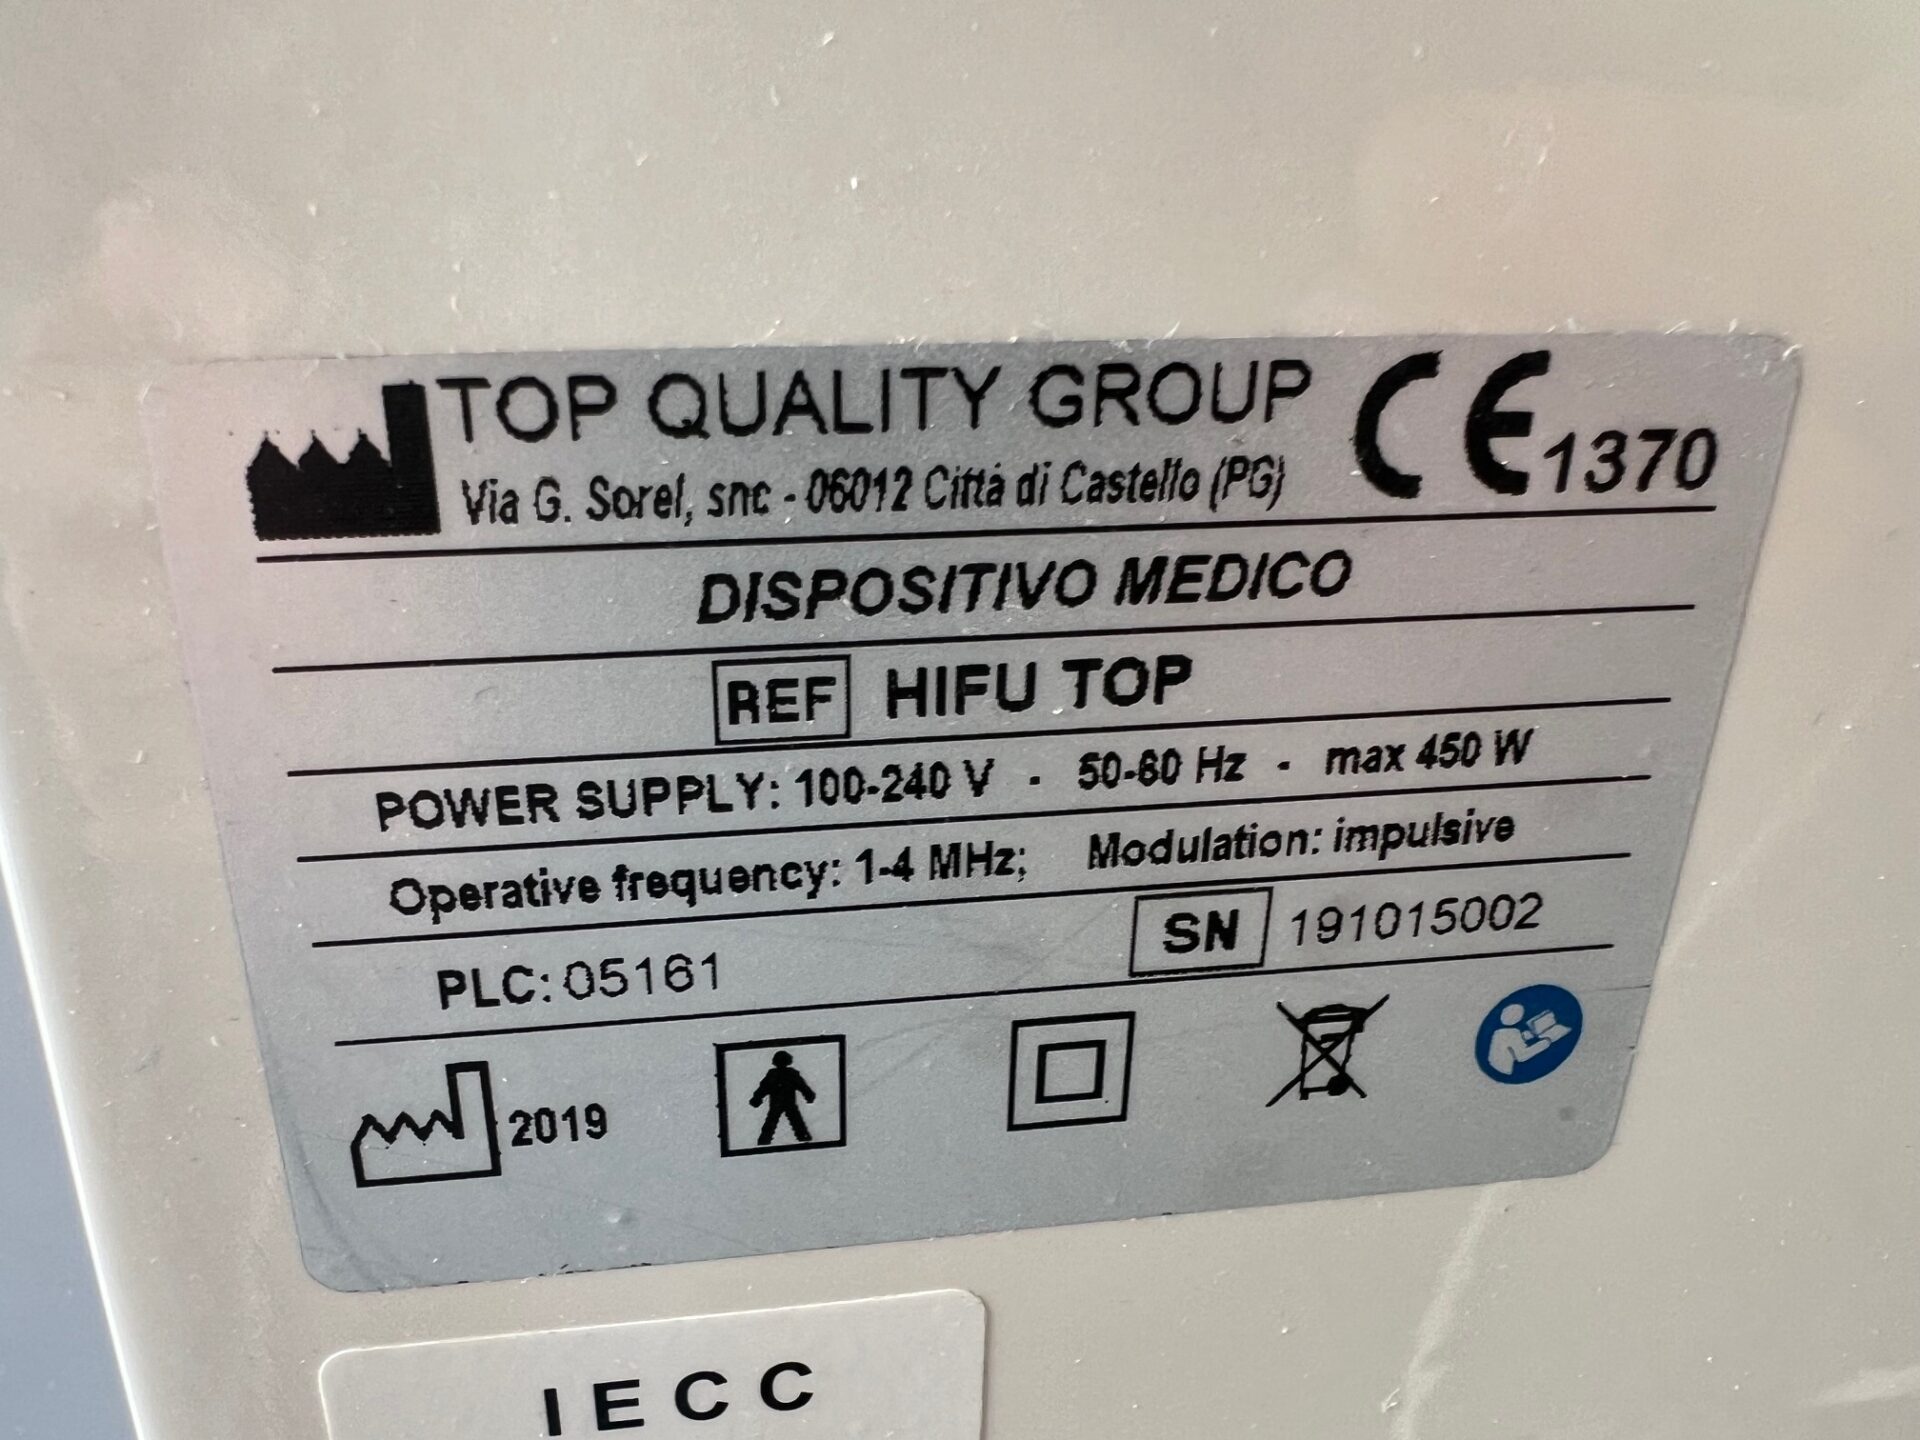 TOP QUALITY GROUP CE 1370
Via G. Sorel, snc - 06012 Città di Castello (PG)
DISPOSITIVO MEDICO
REF HIFU TOP
POWER SUPPLY: 100-240 V - 50-60 Hz - max 450 W
Operative frequency: 1-4 MHz; Modulation: impulsive
PLC: 05161 SN 191015002
2019
IECC